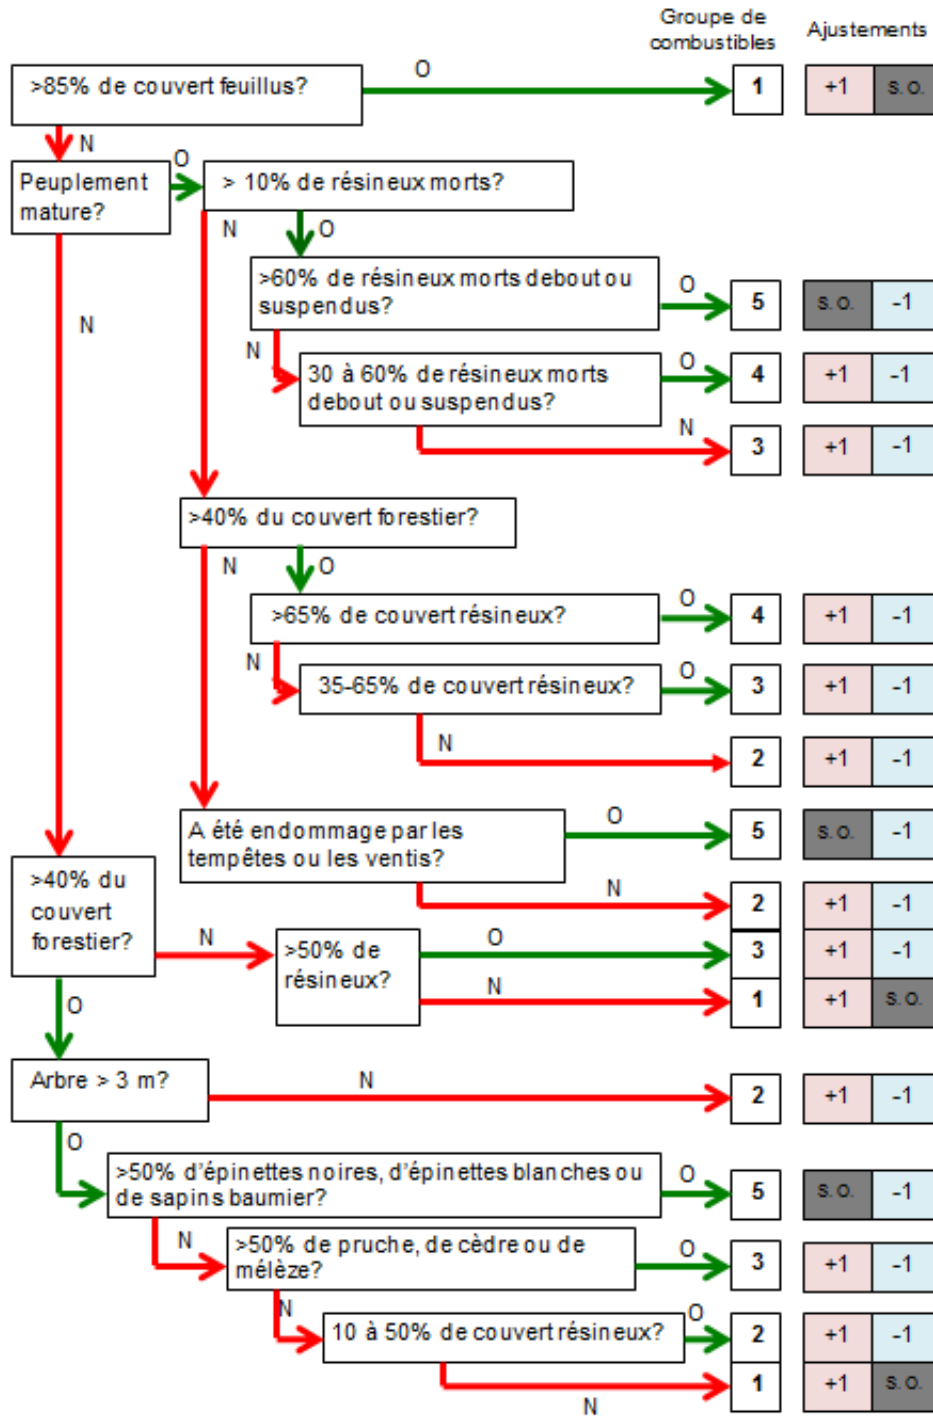 Groupe de
combustibles
Ajustements
>85% de couvert feuillus?
O
1
+1
s. o.
N
Peuplement
mature?
O
> 10% de résineux morts?
N
N
O
>60% de résineux morts debout ou
suspendus?
O
5
s. o.
-1
N
30 à 60% de résineux morts
debout ou suspendus?
O
4
+1
-1
N
3
+1
-1
>40% du couvert forestier?
N
O
>65% de couvert résineux?
O
4
+1
-1
N
35-65% de couvert résineux?
O
3
+1
-1
N
2
+1
-1
A été endommage par les
tempêtes ou les ventis?
O
5
s. o.
-1
N
2
+1
-1
>40% du
couvert
forestier?
N
>50% de
résineux?
O
3
+1
-1
N
1
+1
s. o.
O
Arbre > 3 m?
N
2
+1
-1
O
>50% d'épinettes noires, d'épinettes blanches ou
de sapins baumier?
O
5
s. o.
-1
N
>50% de pruche, de cèdre ou de
mélèze?
O
3
+1
-1
N
10 à 50% de couvert résineux?
O
2
+1
-1
N
1
+1
s. o.